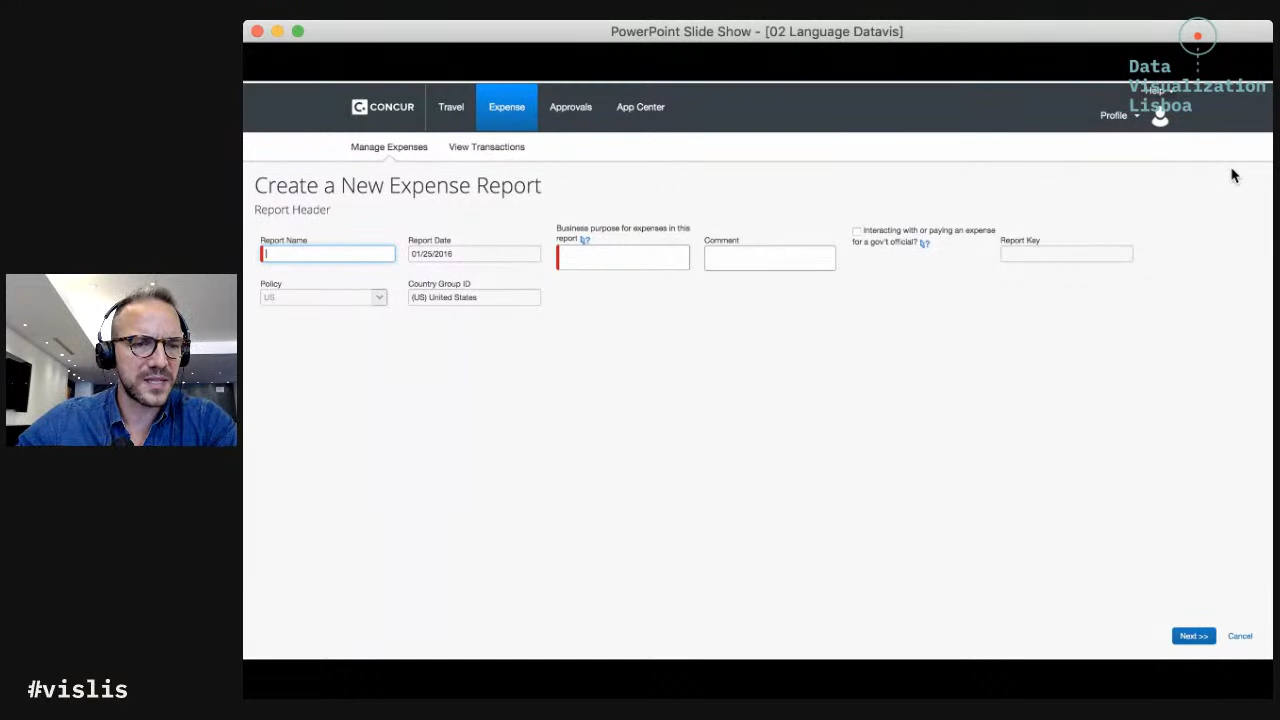 PowerPoint Slide Show - [02 Language Datavis]
Data
Visualization
Lisboa
CONCUR
Travel
Expense
Approvals
App Center
Help
Profile
Manage Expenses
View Transactions
Create a New Expense Report
Report Header
Report Name
Report Date
01/25/2016
Business purpose for expenses in this
report
Comment
Interacting with or paying an expense
for a gov't official?
Report Key
Policy
US
Country Group ID
(US) United States
Next >>
Cancel
#vislis